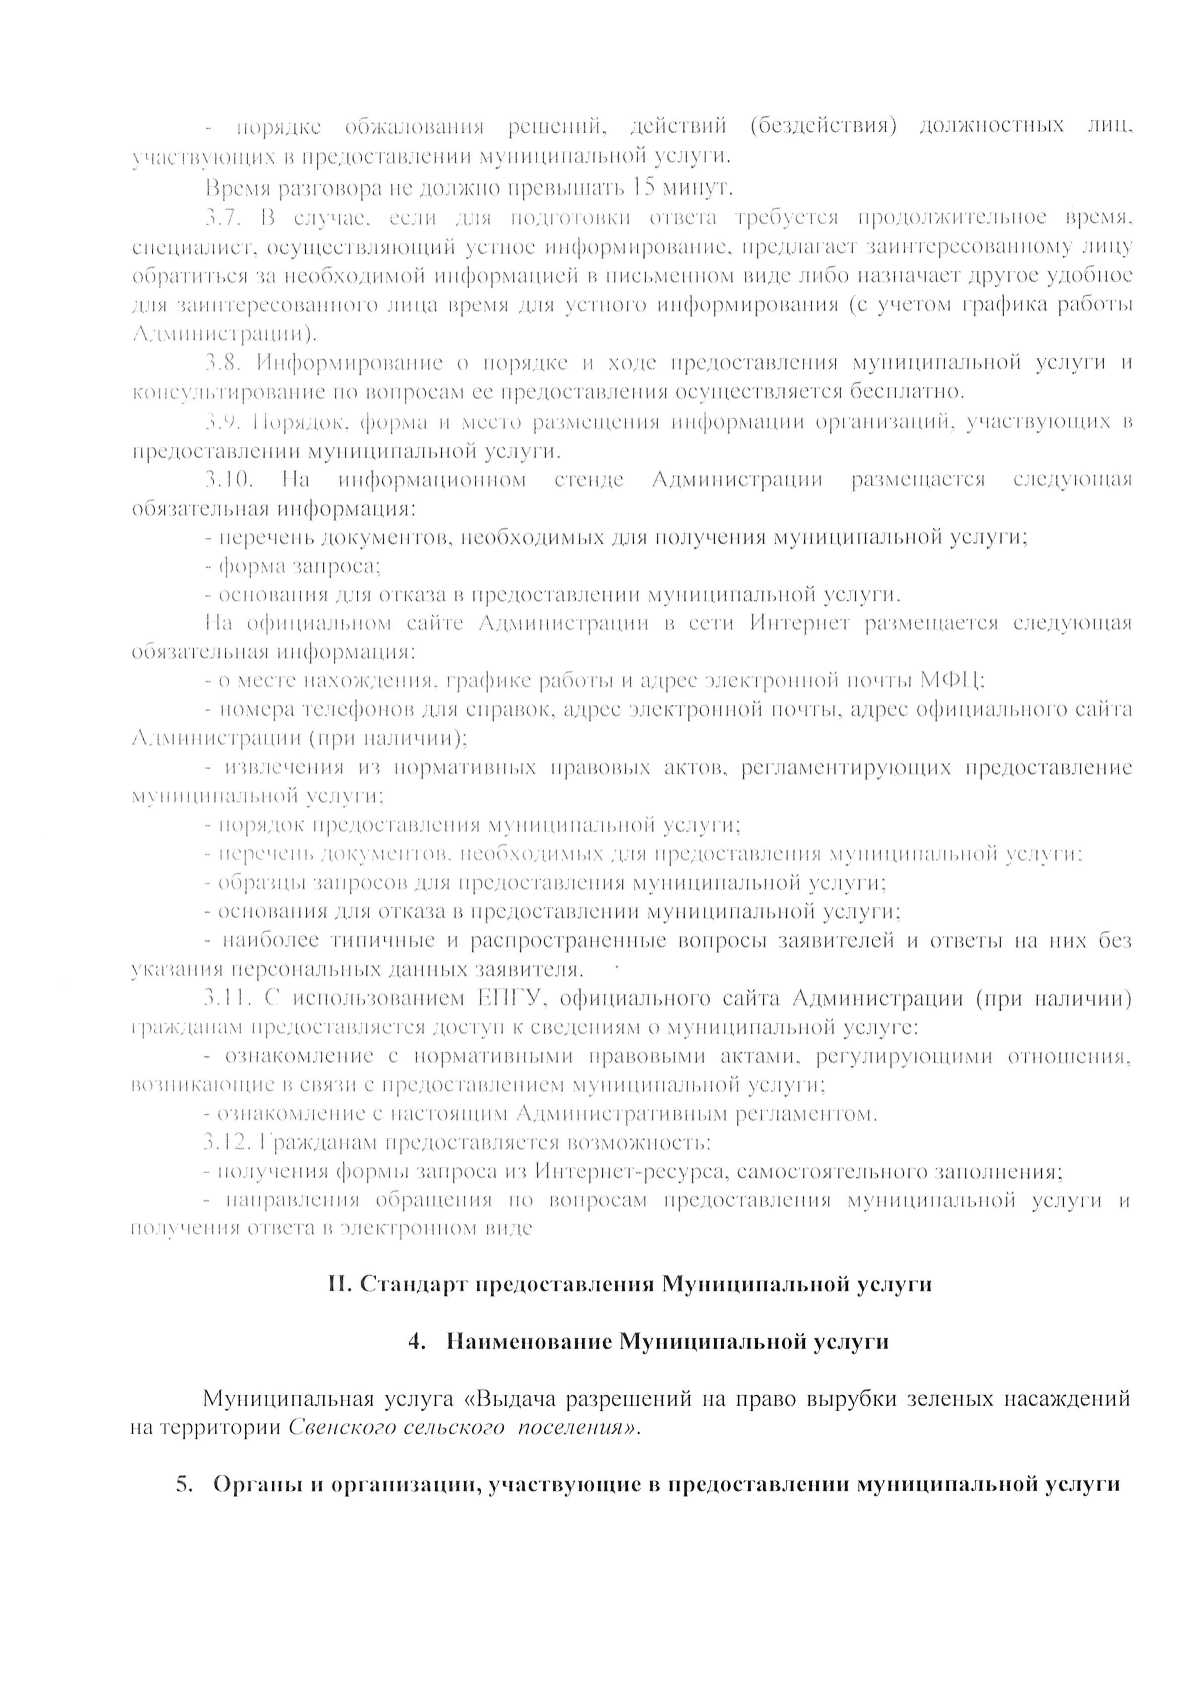 - порядке обжалования решений, действий (бездействия) должностных лиц,
участвующих в предоставлении муниципальной услуги.
Время разговора не должно превышать 15 минут.
3.7. В случае, если для подготовки ответа требуется продолжительное время,
специалист, осуществляющий устное информирование, предлагает заинтересованному лицу
обратиться за необходимой информацией в письменном виде либо назначает другое удобное
для заинтересованного лица время для устного информирования (с учетом графика работы
Администрации).
3.8. Информирование о порядке и ходе предоставления муниципальной услуги и
консультирование по вопросам ее предоставления осуществляется бесплатно.
3.9. Порядок, форма и место размещения информации организаций, участвующих в
предоставлении муниципальной услуги.
3.10. На информационном стенде Администрации размещается следующая
обязательная информация:
- перечень документов, необходимых для получения муниципальной услуги;
- форма запроса;
- основания для отказа в предоставлении муниципальной услуги.
На официальном сайте Администрации в сети Интернет размещается следующая
обязательная информация:
- о месте нахождения, графике работы и адрес электронной почты МФЦ;
- номера телефонов для справок, адрес электронной почты, адрес официального сайта
Администрации (при наличии);
- извлечения из нормативных правовых актов, регламентирующих предоставление
муниципальной услуги;
- порядок предоставления муниципальной услуги;
- перечень документов, необходимых для предоставления муниципальной услуги;
- образцы запросов для предоставления муниципальной услуги;
- основания для отказа в предоставлении муниципальной услуги;
- наиболее типичные и распространенные вопросы заявителей и ответы на них без
указания персональных данных заявителя.
3.11. С использованием ЕПГУ, официального сайта Администрации (при наличии)
гражданам предоставляется доступ к сведениям о муниципальной услуге:
- ознакомление с нормативными правовыми актами, регулирующими отношения,
возникающие в связи с предоставлением муниципальной услуги;
- ознакомление с настоящим Административным регламентом.
3.12. Гражданам предоставляется возможность:
- получения формы запроса из Интернет-ресурса, самостоятельного заполнения;
- направления обращения по вопросам предоставления муниципальной услуги и
получения ответа в электронном виде
II. Стандарт предоставления Муниципальной услуги
4. Наименование Муниципальной услуги
Муниципальная услуга «Выдача разрешений на право вырубки зеленых насаждений
на территории Свенского сельского поселения».
5. Органы и организации, участвующие в предоставлении муниципальной услуги